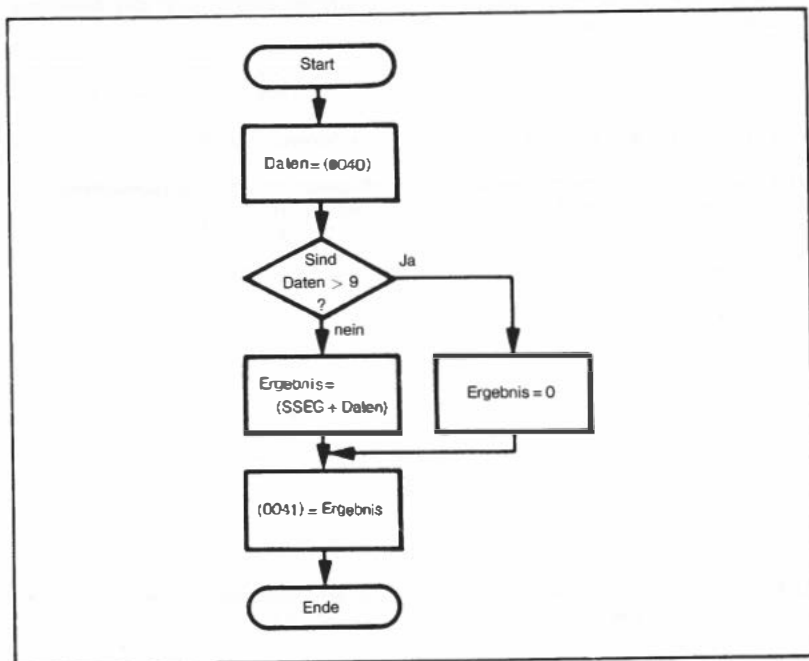 Start
Daten = (0040)
Sind
Daten > 9
?
Ja
nein
Ergebnis =
(SSEG + Daten)
Ergebnis = 0
(0041) = Ergebnis
Ende